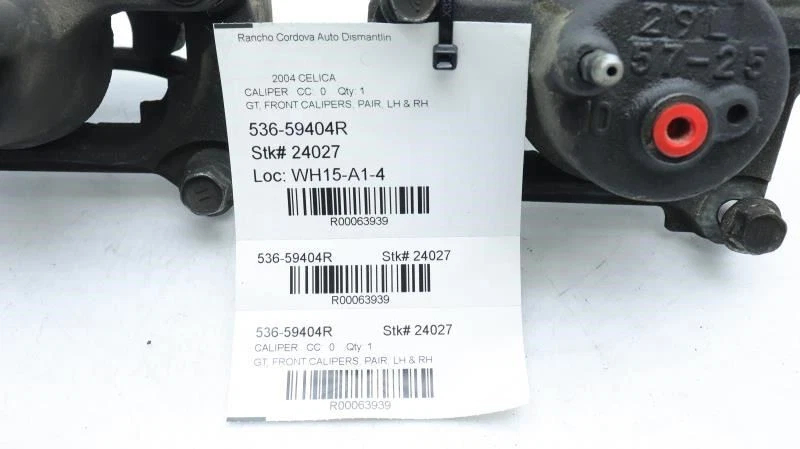 Rancho Cordova Auto Dismantlin
2004 CELICA
CALIPER CC: 0 Qty: 1
GT, FRONT CALIPERS, PAIR, LH & RH
536-59404R
Stk# 24027
Loc: WH15-A1-4
R00063939
536-59404R Stk# 24027
R00063939
536-59404R Stk# 24027
CALIPER CC: 0 Qty: 1
GT, FRONT CALIPERS, PAIR, LH & RH
R00063939
29L
57-25
10